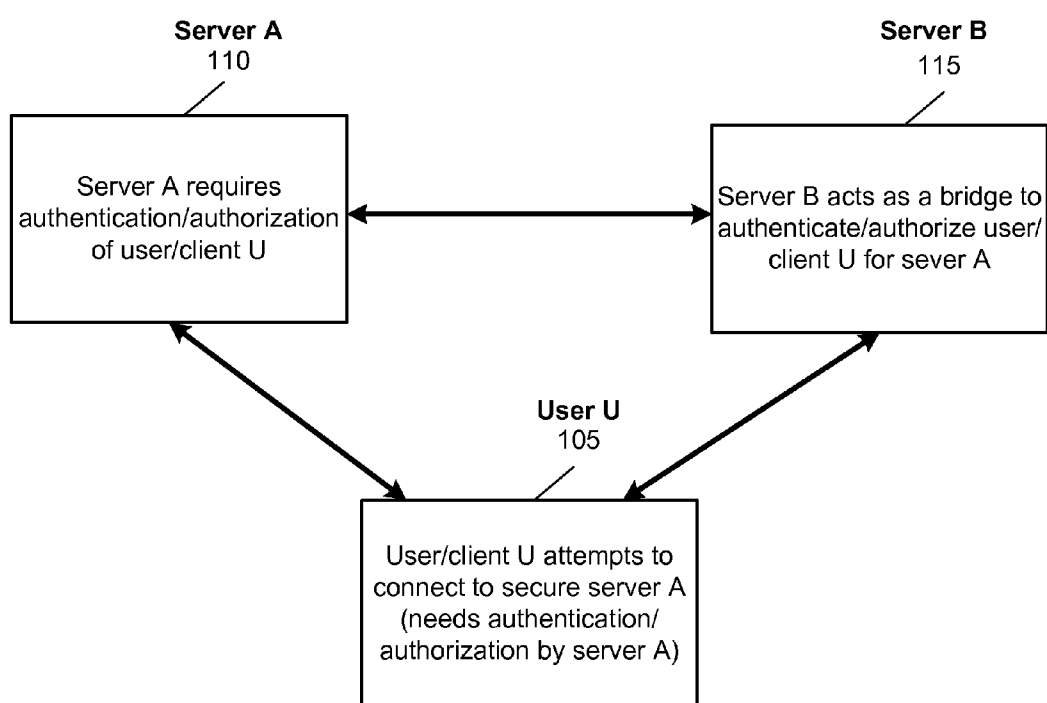 Server A
110
Server B
115
Server A requires
authentication/authorization
of user/client U
Server B acts as a bridge to
authenticate/authorize user/
client U for sever A
User U
105
User/client U attempts to
connect to secure server A
(needs authentication/
authorization by server A)